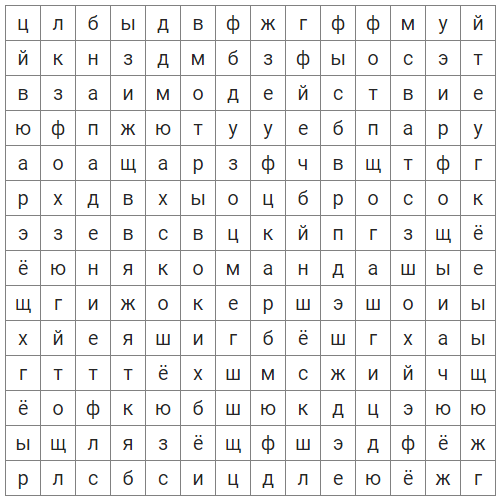 ц л б ы д в ф ж г ф ф м у й
й к н з д м б з ф ы о с э т
в з а и м о д е й с т в и е
ю ф п ж ю т у у е б п а р у
а о а щ а р з ф ч в щ т ф г
р х д в х ы о ц б р о с о к
э з е в с в ц к й п г з щ ё
ё ю н я к о м а н д а ш ы е
щ г и ж о к е р ш э ш о и ы
х й е я ш и г б ё ш г х а ы
г т т т ё х ш м с ж и й ч щ
ё о ф к ю б ш ю к д ц э ю ю
ы щ л я з ё щ ф ш э д ф ё ж
р л с б с и ц д л е ю ё ж г